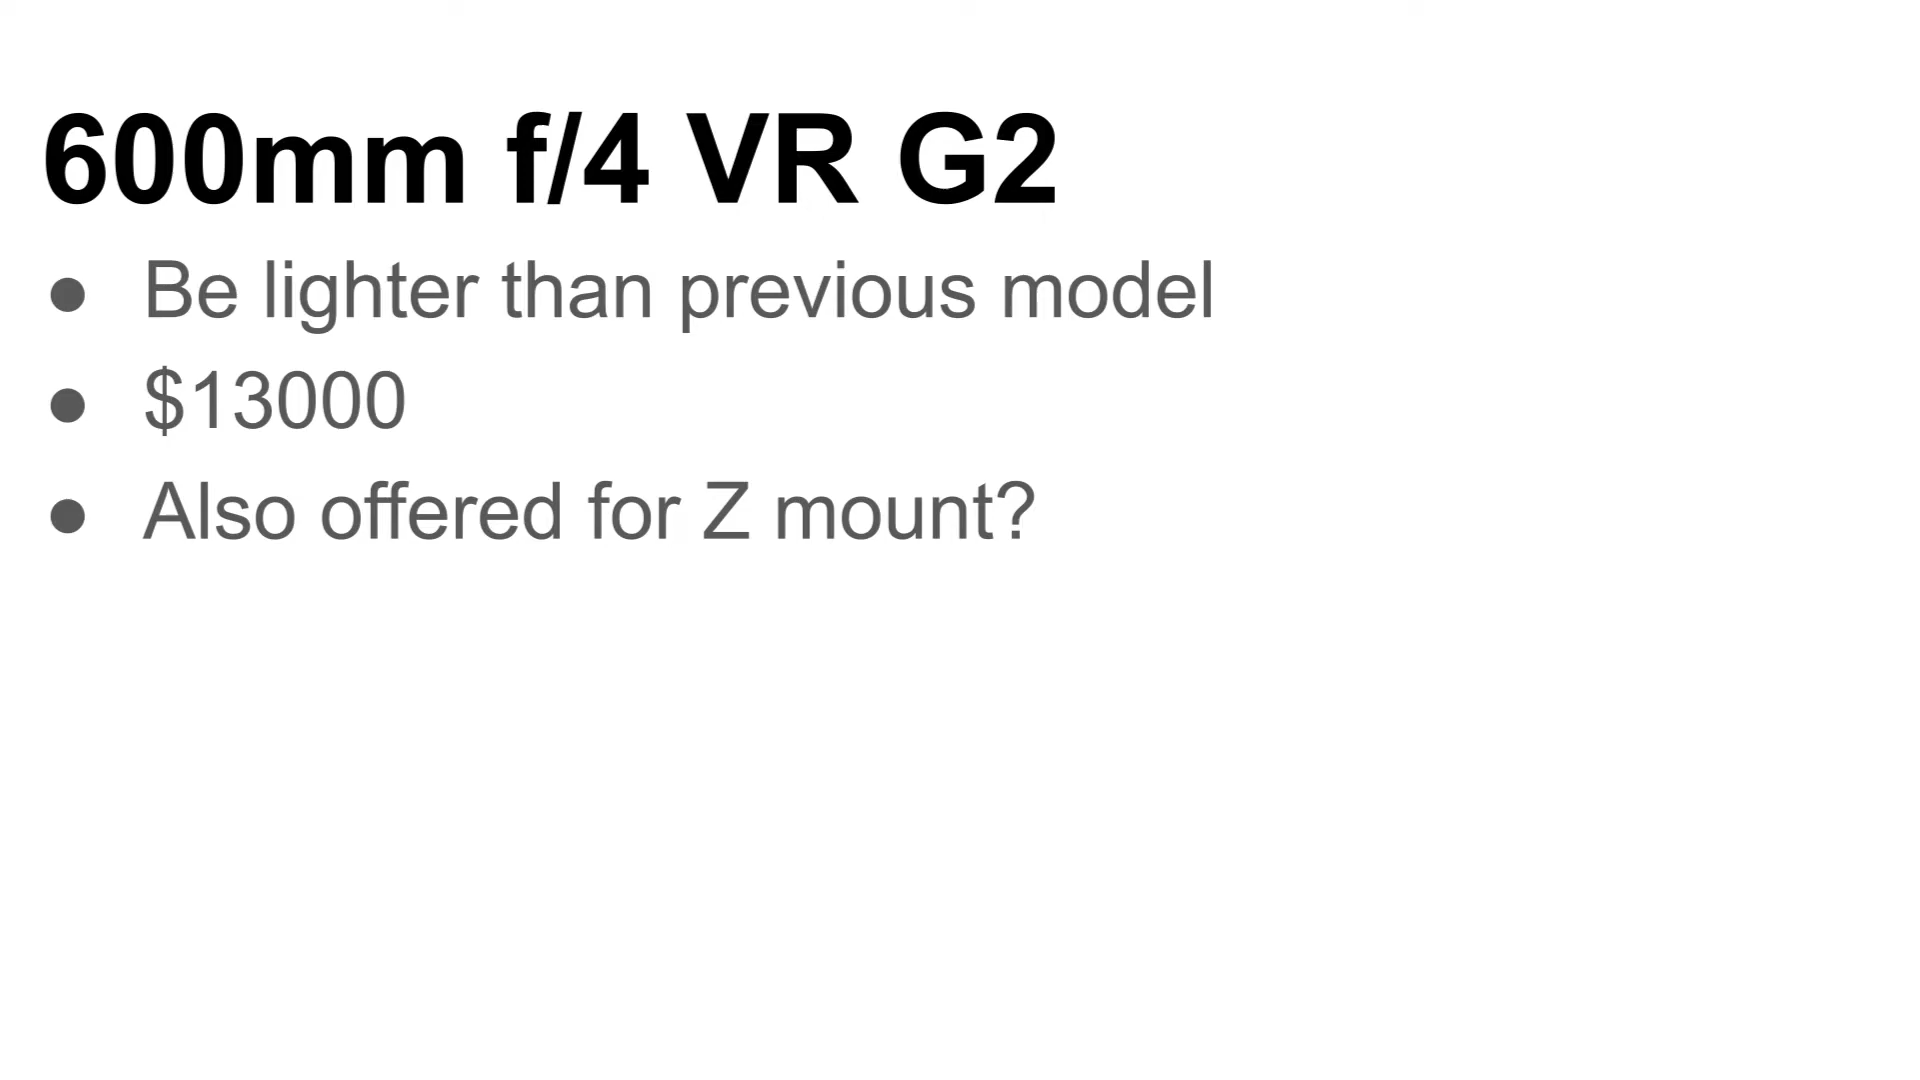 600mm f/4 VR G2
● Be lighter than previous model
● $13000
● Also offered for Z mount?